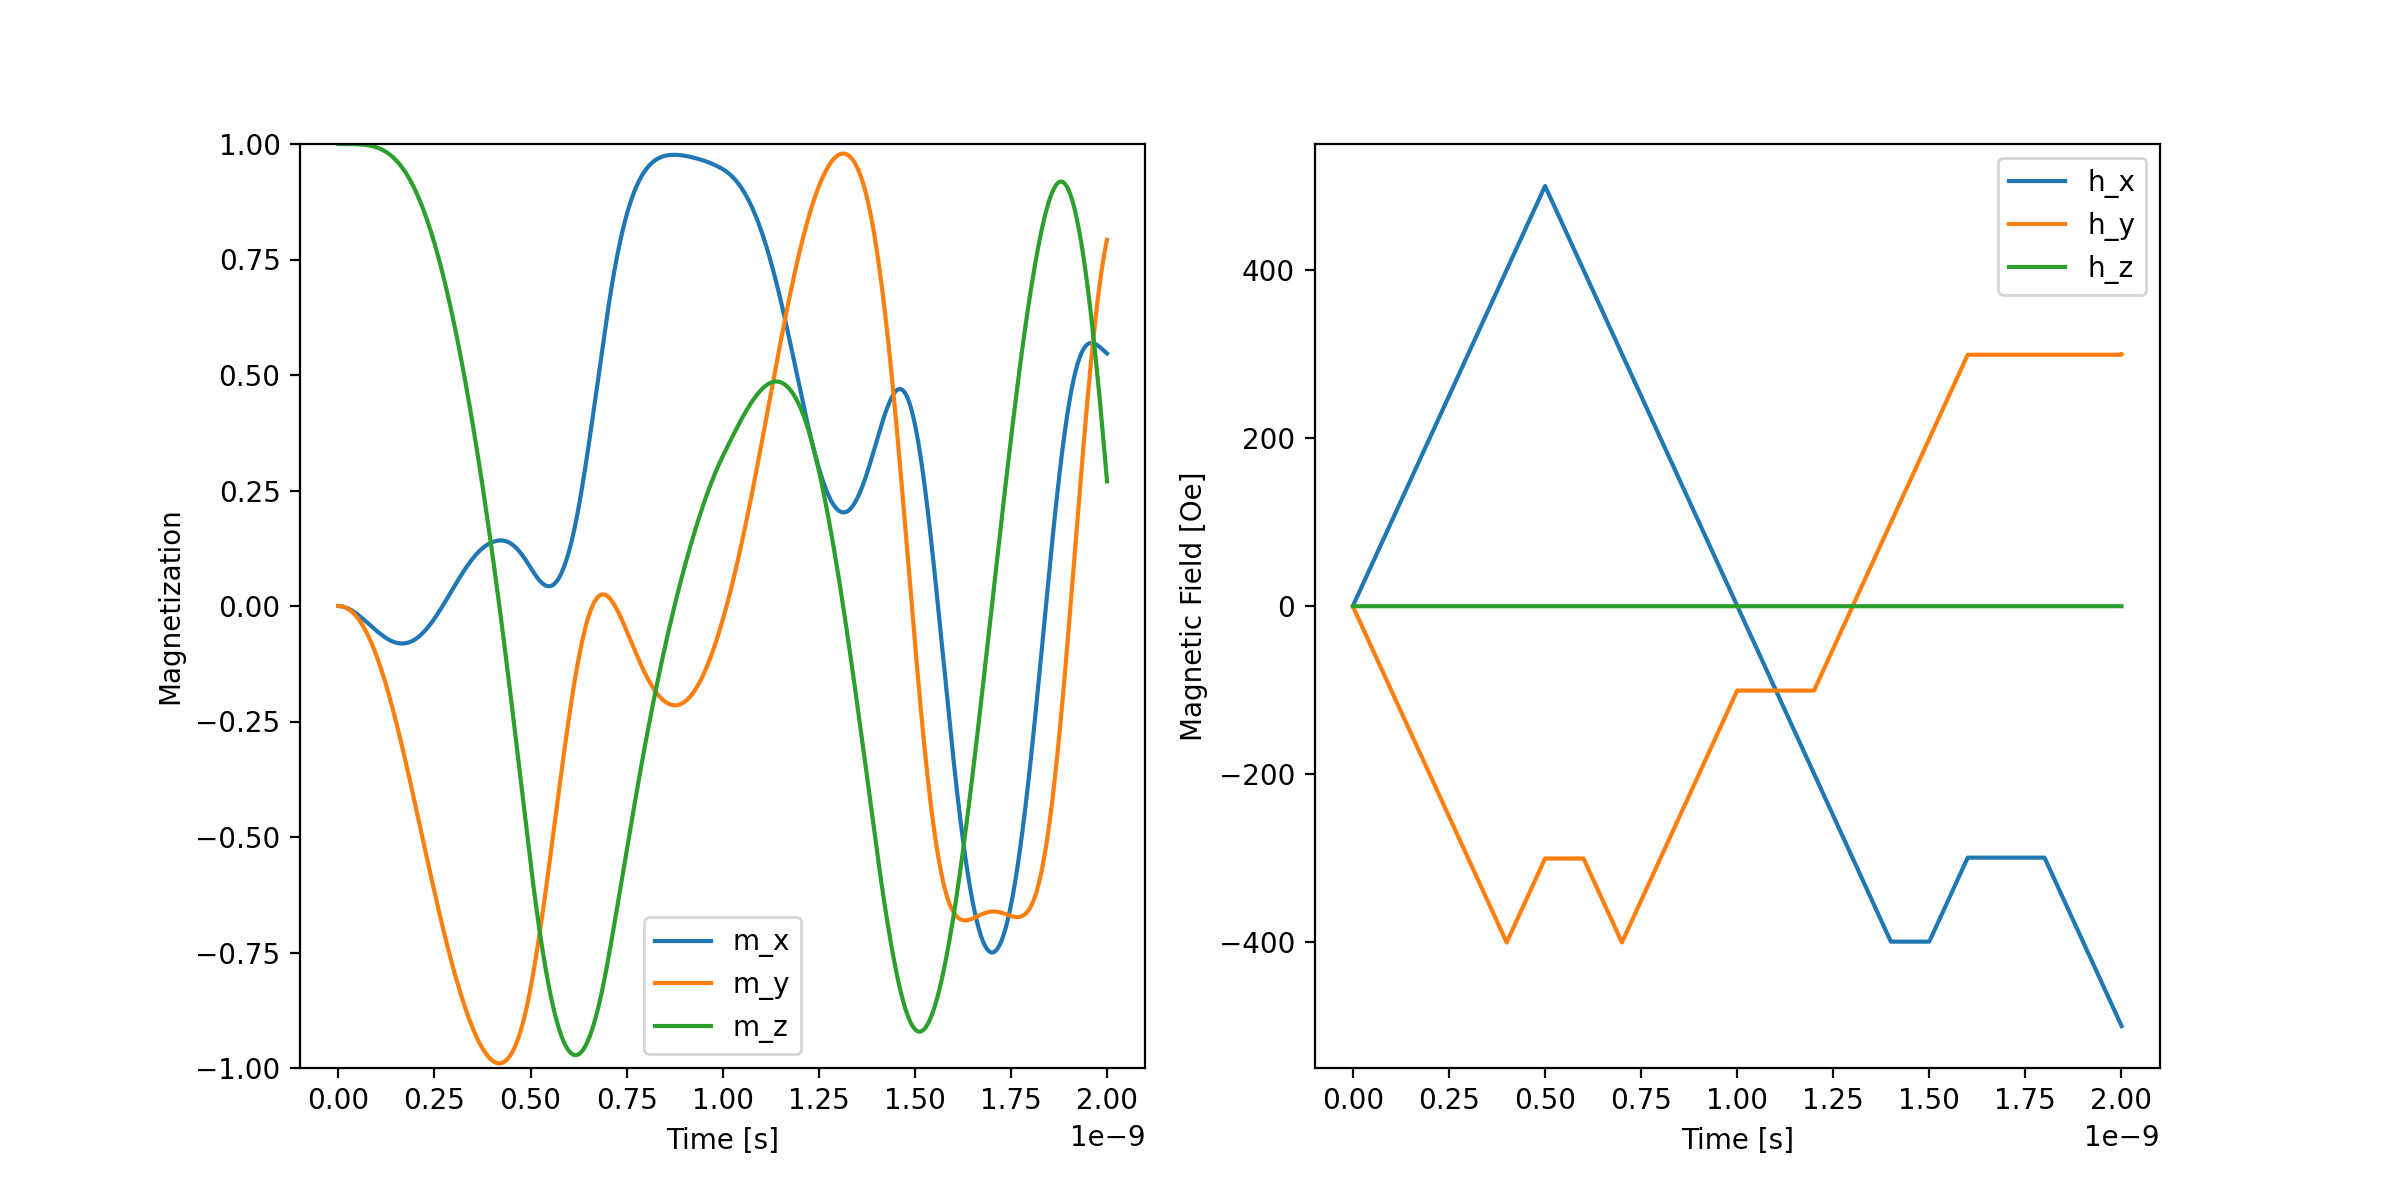 1.00
0.75
0.50
0.25
0.00
−0.25
−0.50
−0.75
−1.00
Magnetization
m_x
m_y
m_z
0.00 0.25 0.50 0.75 1.00 1.25 1.50 1.75 2.00
Time [s]
1e−9
400
200
0
−200
−400
Magnetic Field [Oe]
h_x
h_y
h_z
0.00 0.25 0.50 0.75 1.00 1.25 1.50 1.75 2.00
Time [s]
1e−9